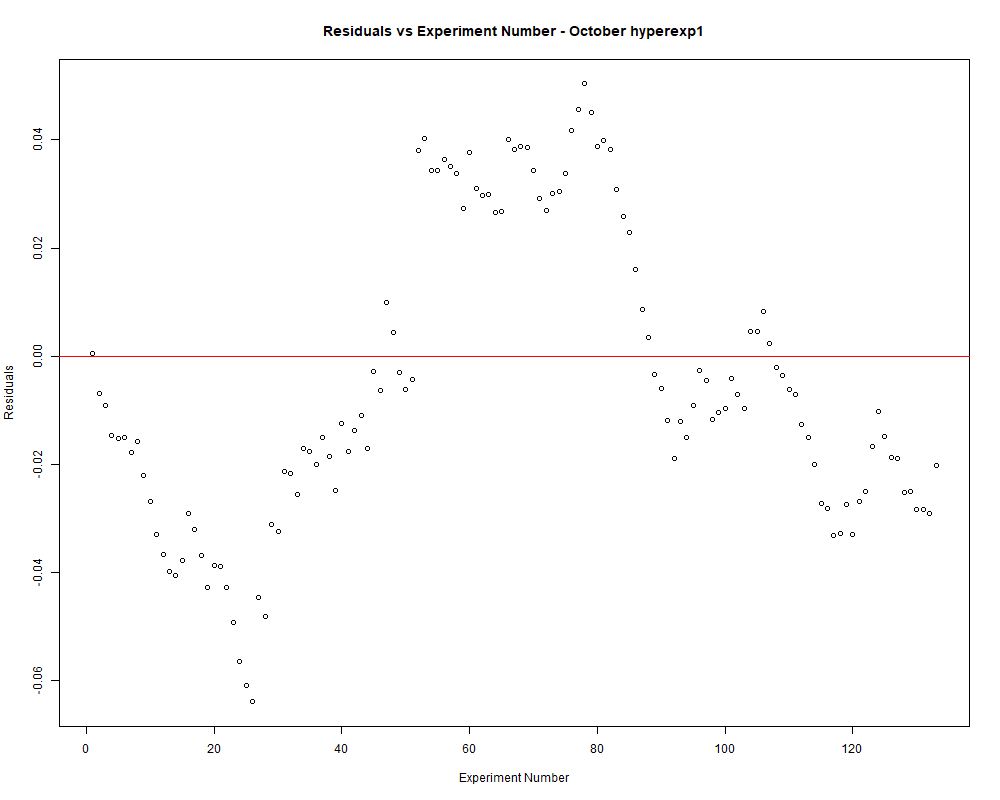 Residuals vs Experiment Number - October hyperexp1
Residuals
0.04
0.02
0.00
-0.02
-0.04
-0.06
0 20 40 60 80 100 120
Experiment Number